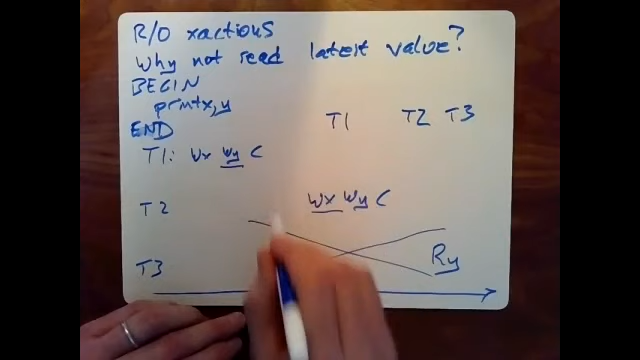 R/O xactions
Why not read latest value?
BEGIN
print x, y
END
T1 T2 T3
T1: Wx Wy C
T2 Wx Wy C
T3 Ry